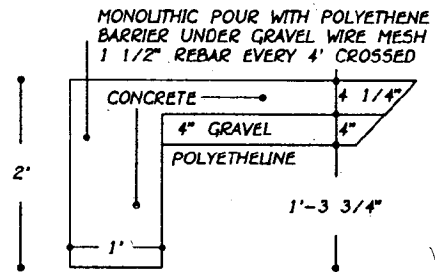 MONOLITHIC POUR WITH POLYETHENE
BARRIER UNDER GRAVEL WIRE MESH
1 1/2" REBAR EVERY 4' CROSSED
CONCRETE
4 1/4"
4" GRAVEL
4"
POLYETHELINE
2'
1'-3 3/4"
1'